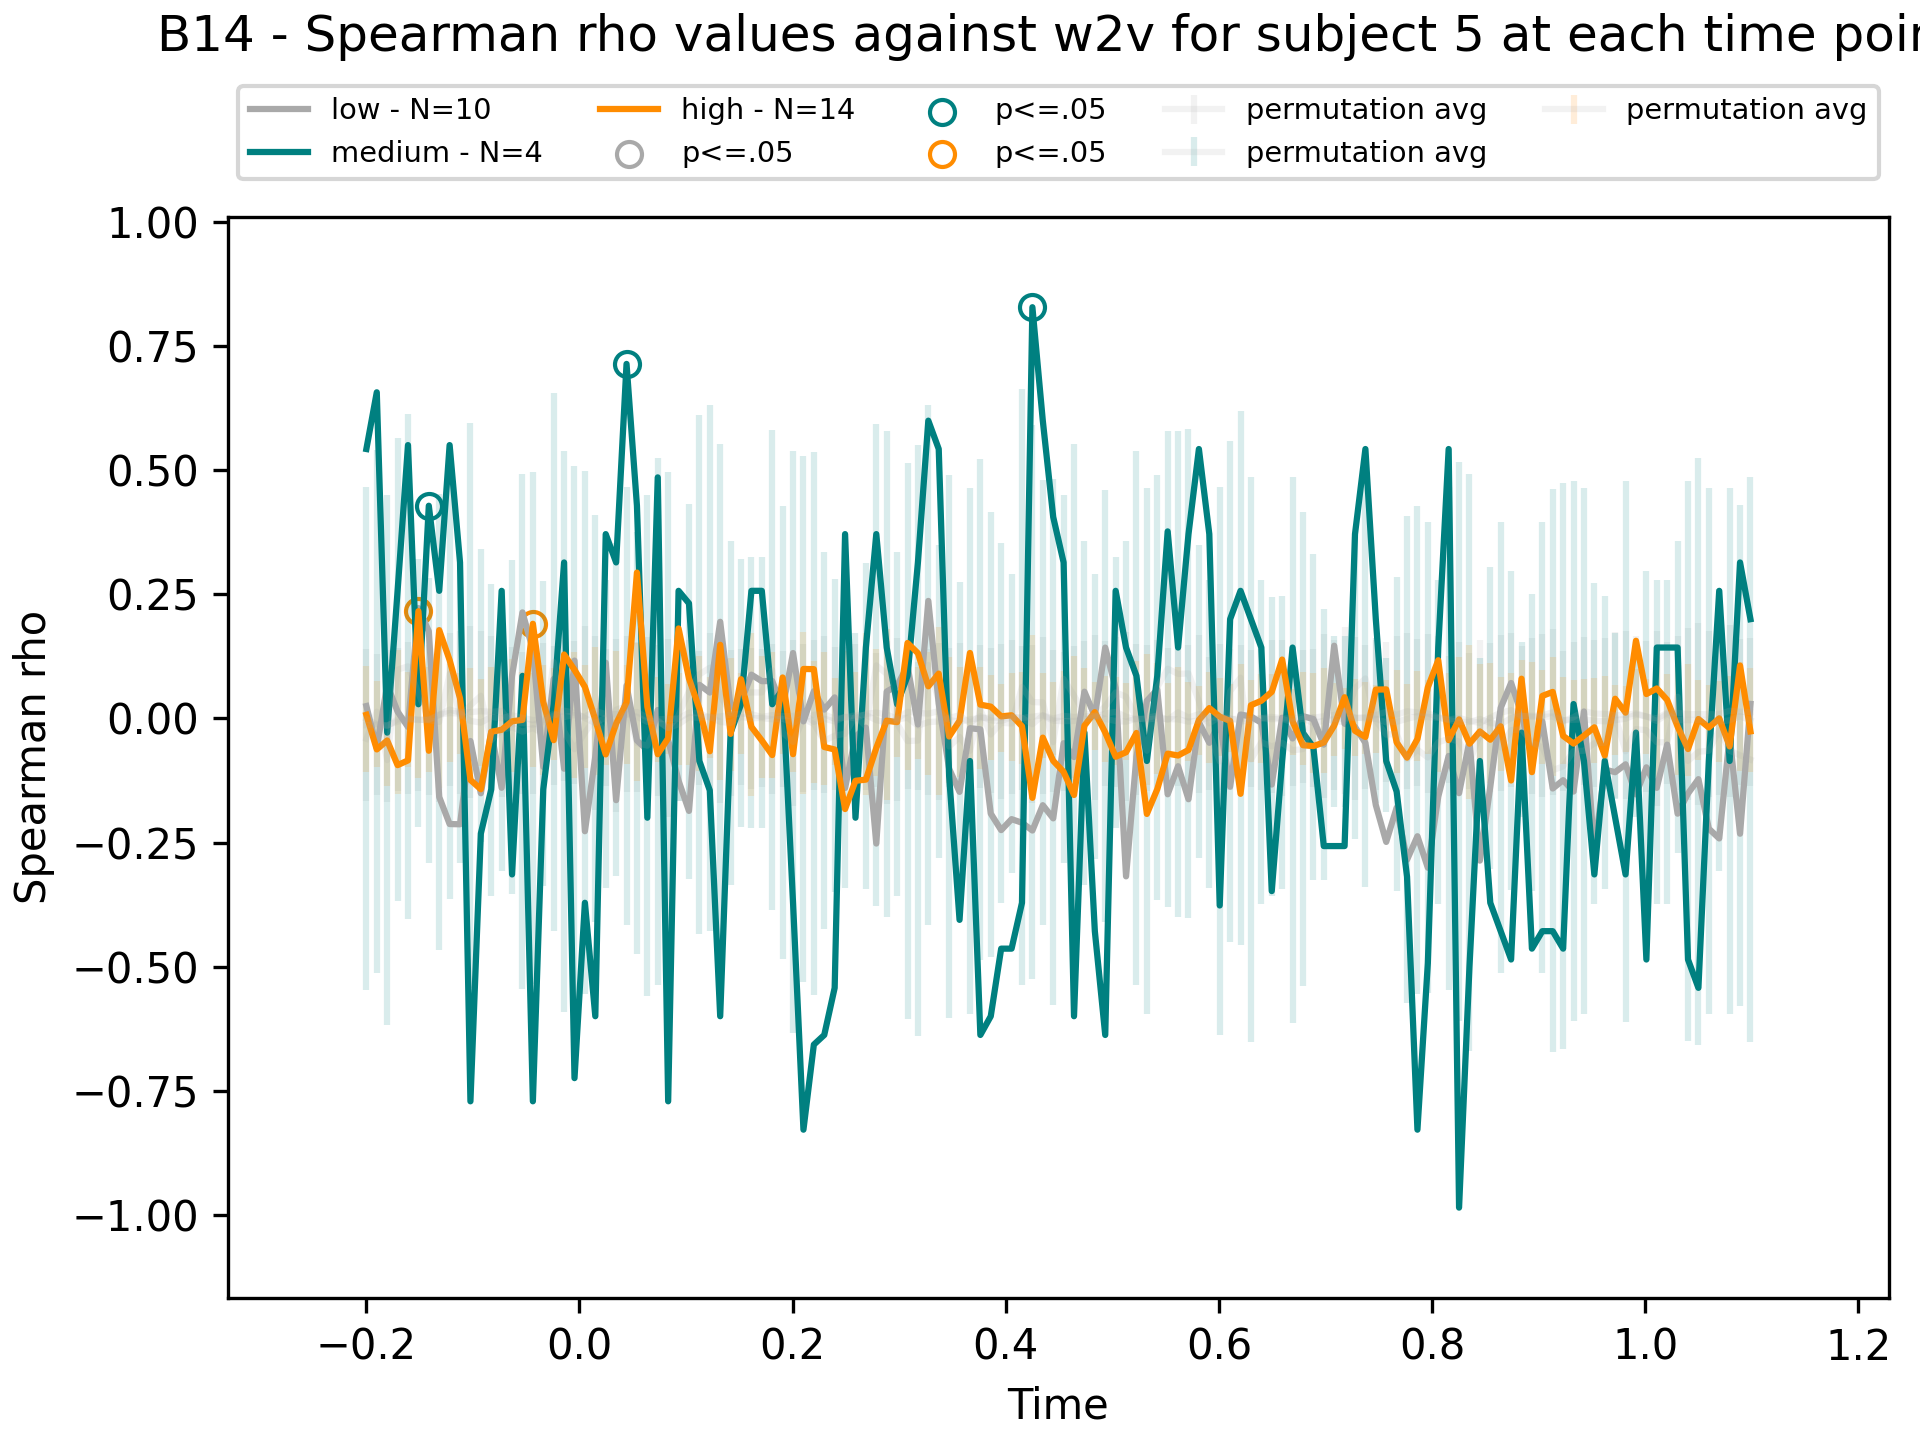 B14 - Spearman rho values against w2v for subject 5 at each time
low - N=10
medium - N=4
high - N=14
p<=.05
p<=.05
p<=.05
permutation avg
permutation avg
permutation avg
1.00
0.75
0.50
0.25
0.00
−0.25
−0.50
−0.75
−1.00
Spearman rho
−0.2 0.0 0.2 0.4 0.6 0.8 1.0 1.2
Time